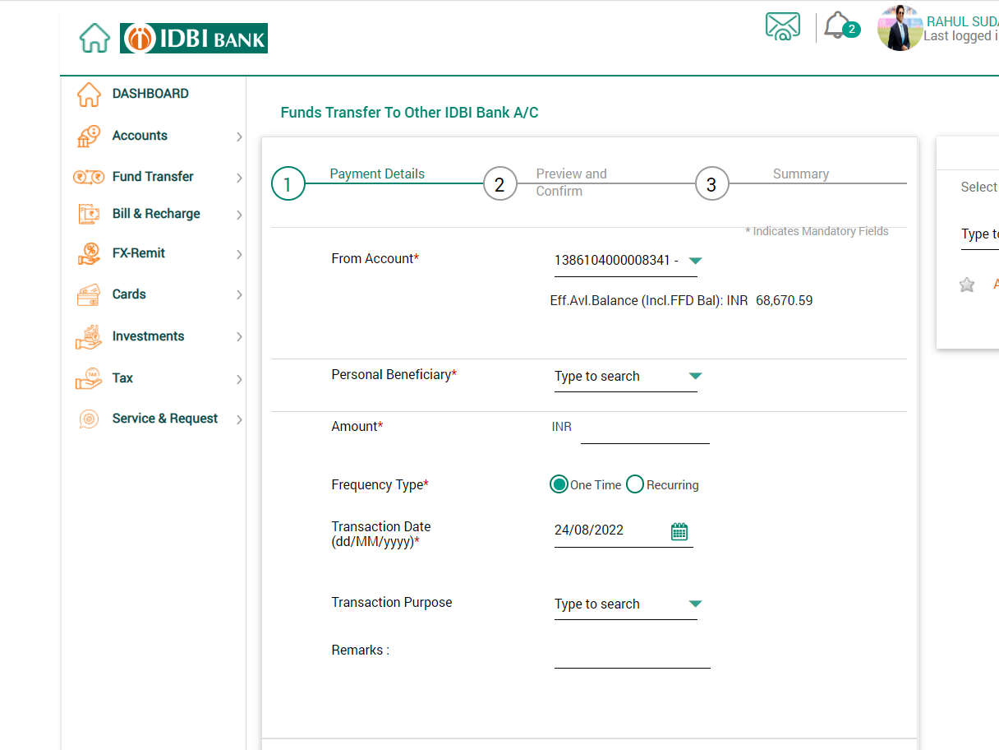 IDBI BANK
2
RAHUL
Last logged
DASHBOARD
Accounts
Fund Transfer
Bill & Recharge
FX-Remit
Cards
Investments
TAX
Tax
Service & Request
Funds Transfer To Other IDBI Bank A/C
1
Payment Details
2
Preview and
Confirm
3
Summary
* Indicates Mandatory Fields
From Account*
1386104000008341 -
Eff.Avl.Balance (Incl.FFD Bal): INR 68,670.59
Personal Beneficiary*
Type to search
Amount*
INR
Frequency Type*
One Time
Recurring
Transaction Date
(dd/MM/yyyy)*
24/08/2022
Transaction Purpose
Type to search
Remarks :
Select
Type